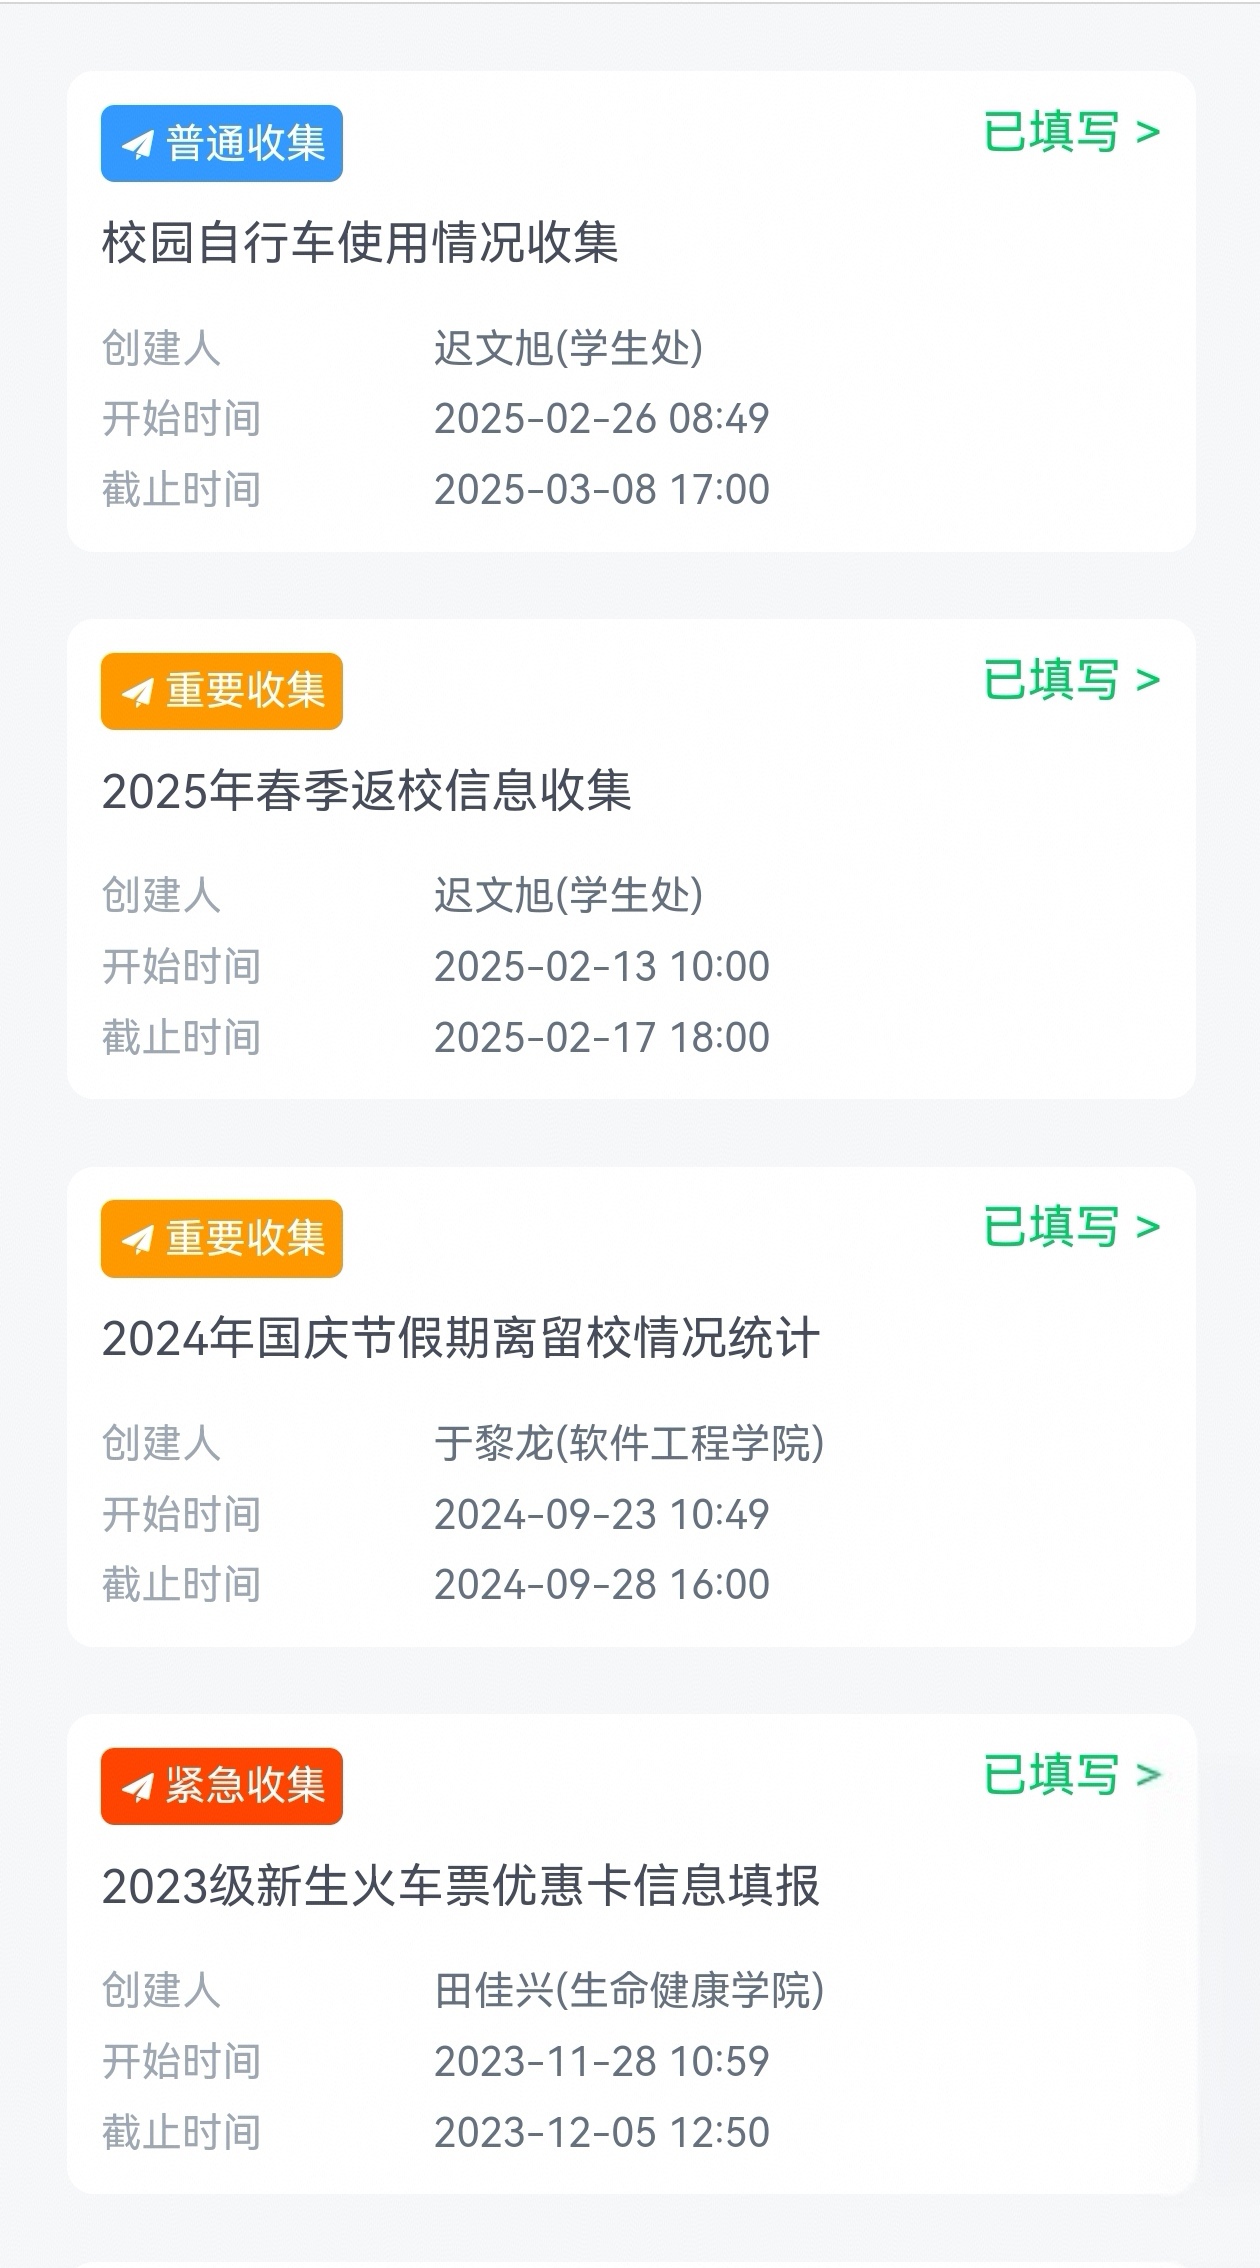 普通收集
已填写 >
校园自行车使用情况收集
创建人 迟文旭(学生处)
开始时间 2025-02-26 08:49
截止时间 2025-03-08 17:00
重要收集
已填写 >
2025年春季返校信息收集
创建人 迟文旭(学生处)
开始时间 2025-02-13 10:00
截止时间 2025-02-17 18:00
重要收集
已填写 >
2024年国庆节假期离留校情况统计
创建人 于黎龙(软件工程学院)
开始时间 2024-09-23 10:49
截止时间 2024-09-28 16:00
紧急收集
已填写 >
2023级新生火车票优惠卡信息填报
创建人 田佳兴(生命健康学院)
开始时间 2023-11-28 10:59
截止时间 2023-12-05 12:50